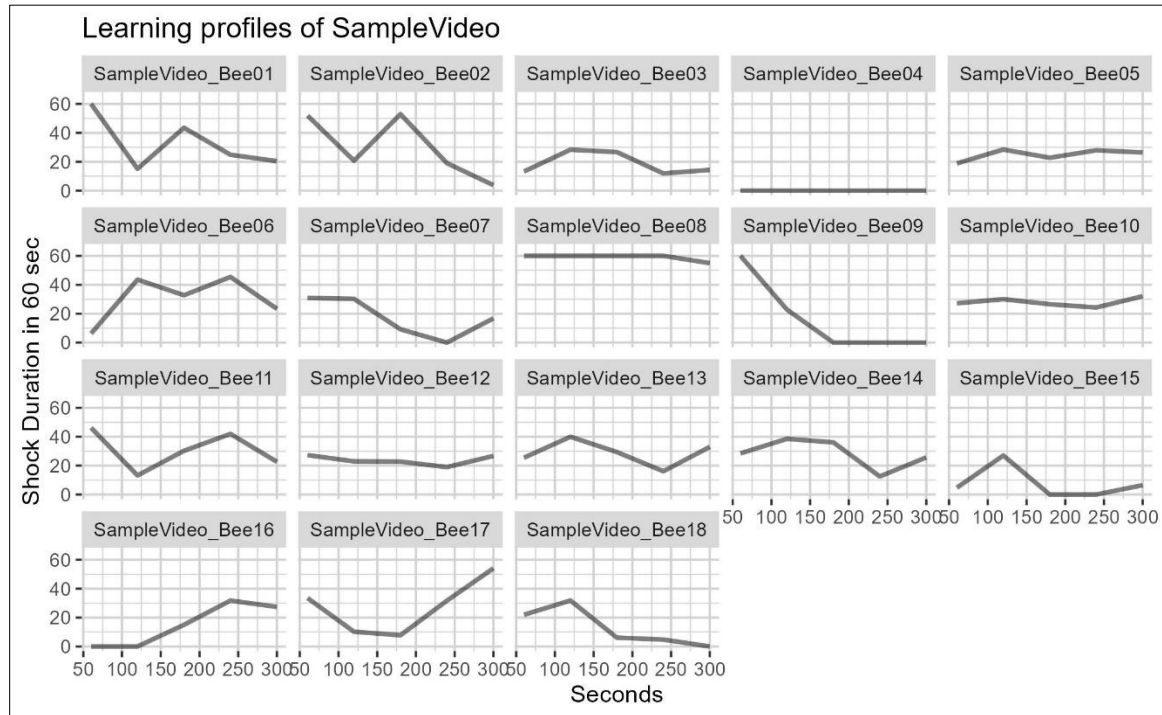 Learning profiles of SampleVideo
SampleVideo_Bee01 SampleVideo_Bee02 SampleVideo_Bee03 SampleVideo_Bee04 SampleVideo_Bee05
60
40
20
0
SampleVideo_Bee06 SampleVideo_Bee07 SampleVideo_Bee08 SampleVideo_Bee09 SampleVideo_Bee10
60
40
20
0
SampleVideo_Bee11 SampleVideo_Bee12 SampleVideo_Bee13 SampleVideo_Bee14 SampleVideo_Bee15
60
40
20
0
50 100 150 200 250 300 50 100 150 200 250 300
SampleVideo_Bee16 SampleVideo_Bee17 SampleVideo_Bee18
60
40
20
0
50 100 150 200 250 300 50 100 150 200 250 300 50 100 150 200 250 300
Seconds
Shock Duration in 60 sec